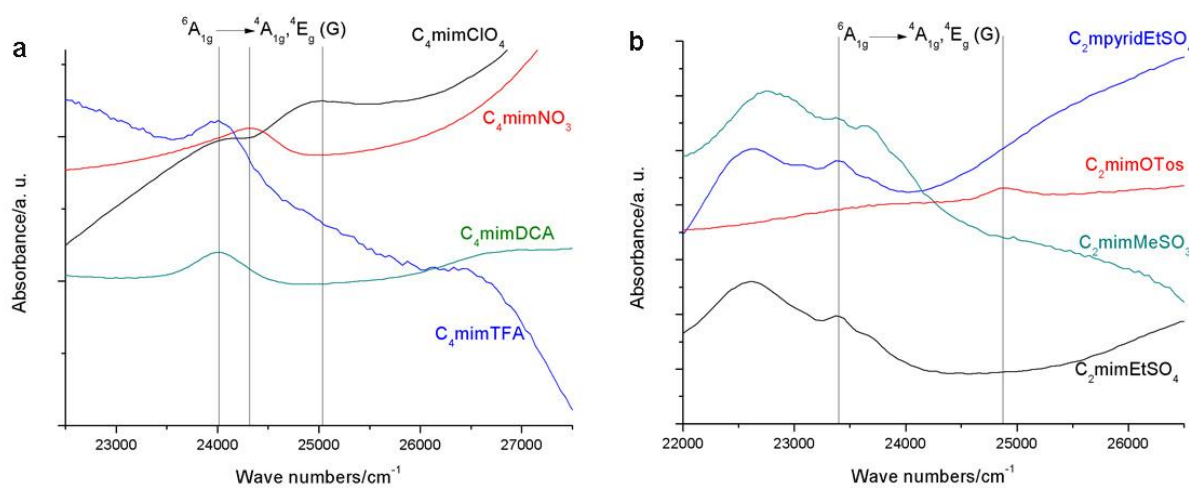 a
⁶A₁g → ⁴A₁g,⁴Eg (G)
C₄mimClO₄
C₄mimNO₃
C₄mimDCA
C₄mimTFA
Absorbance/a. u.
23000 24000 25000 26000 27000
Wave numbers/cm⁻¹
b
⁶A₁g → ⁴A₁g,⁴Eg (G)
C₂mpyridEtSO₄
C₂mimOTos
C₂mimMeSO₃
C₂mimEtSO₄
Absorbance/a. u.
22000 23000 24000 25000 26000
Wave numbers/cm⁻¹